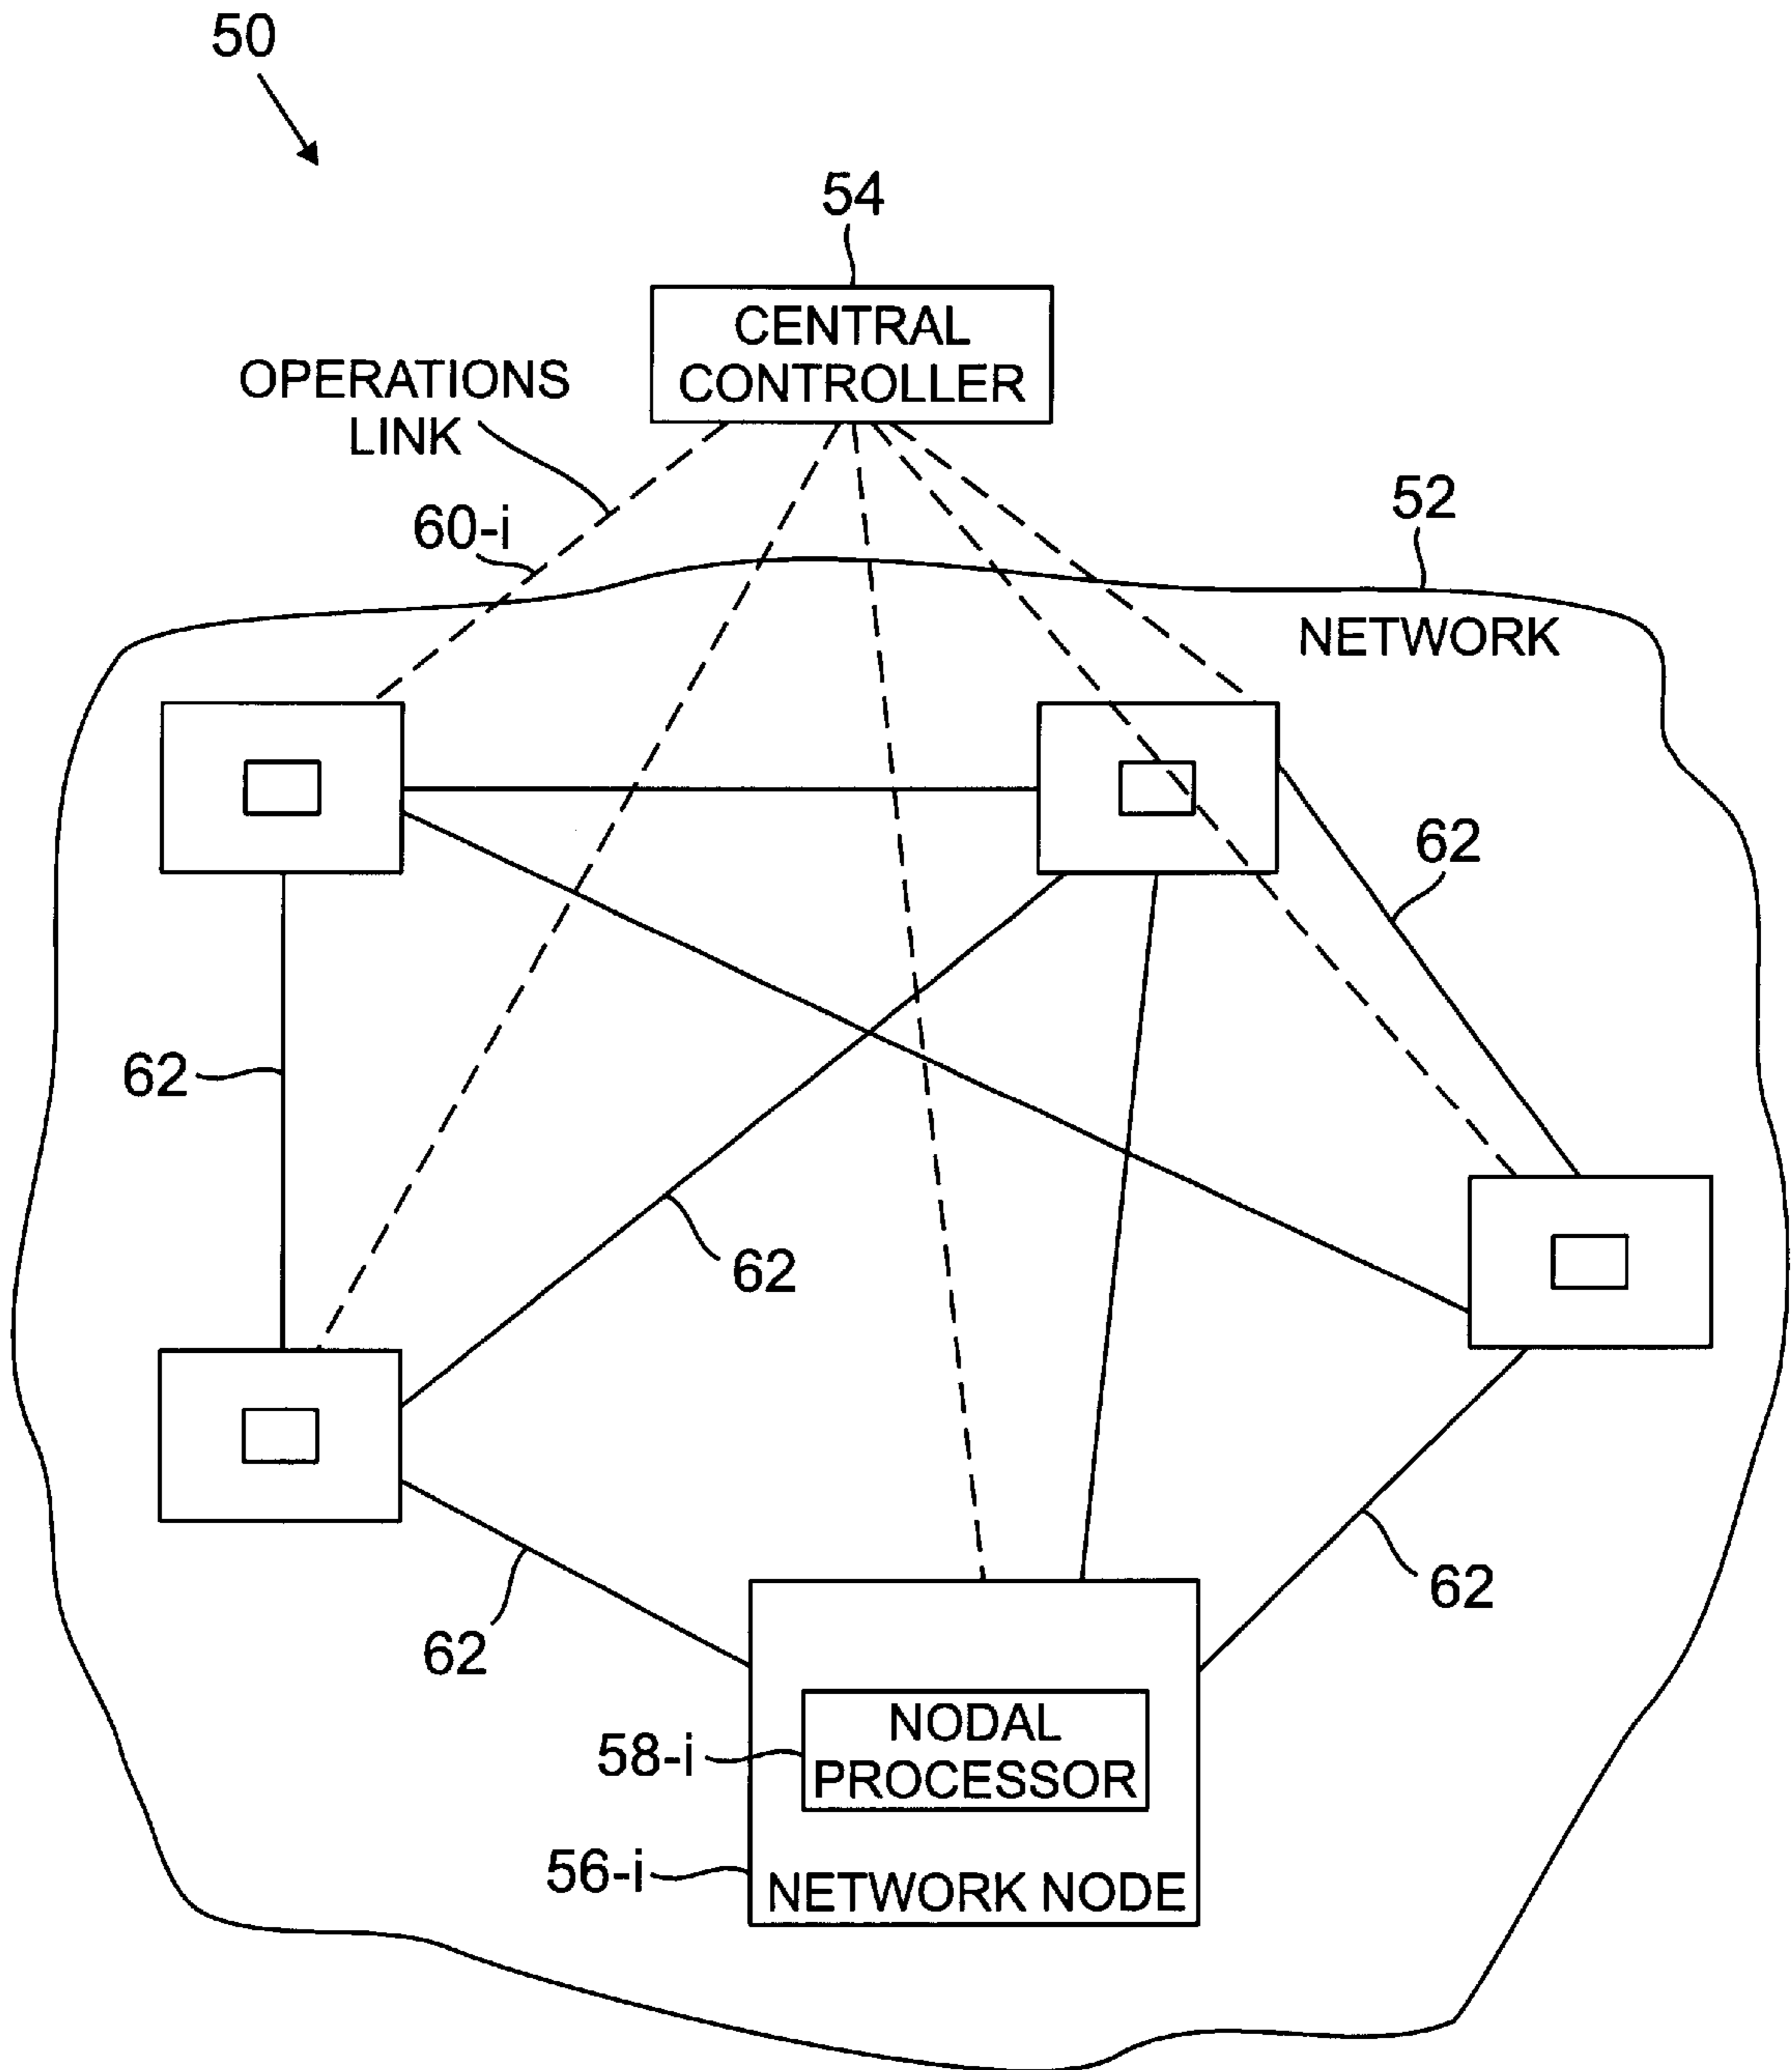 50
54
CENTRAL
CONTROLLER
OPERATIONS
LINK
60-i
52
NETWORK
62
62
62
62
62
NODAL
PROCESSOR
58-i
56-i
NETWORK NODE